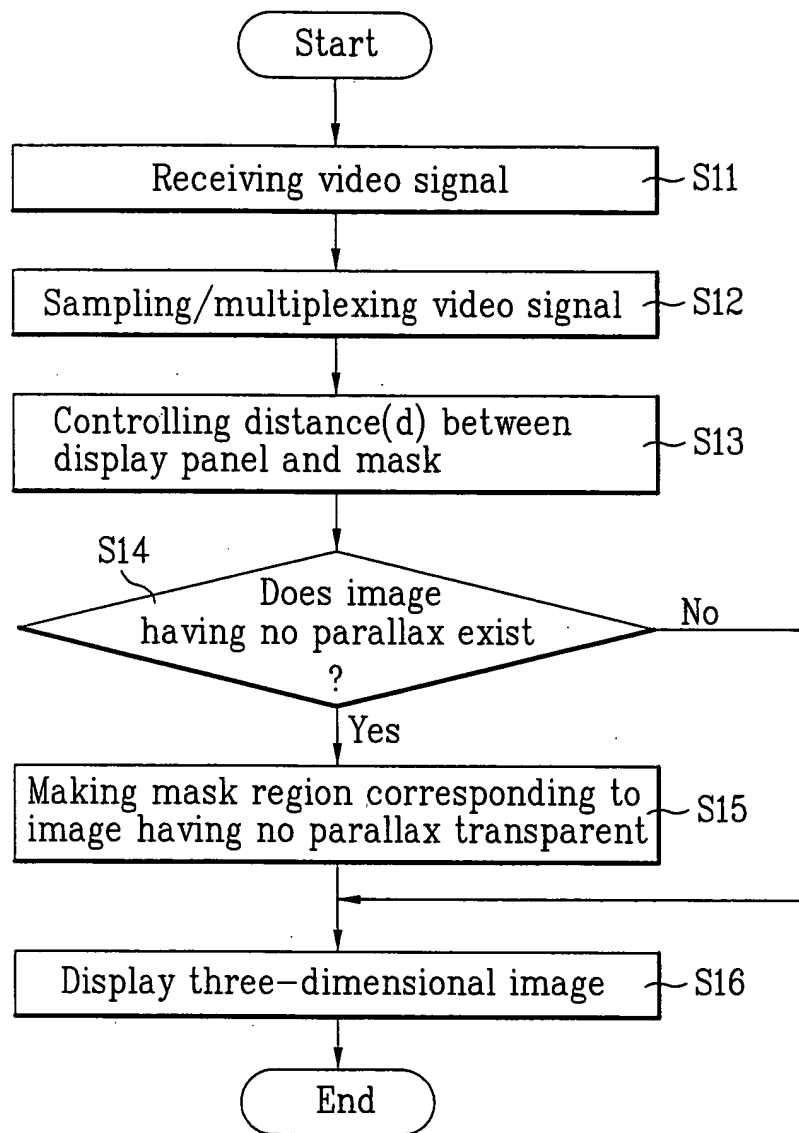 Start
Receiving video signal
S11
Sampling/multiplexing video signal
S12
Controlling distance(d) between
display panel and mask
S13
S14
Does image
having no parallax exist
?
No
Yes
Making mask region corresponding to
image having no parallax transparent
S15
Display three-dimensional image
S16
End